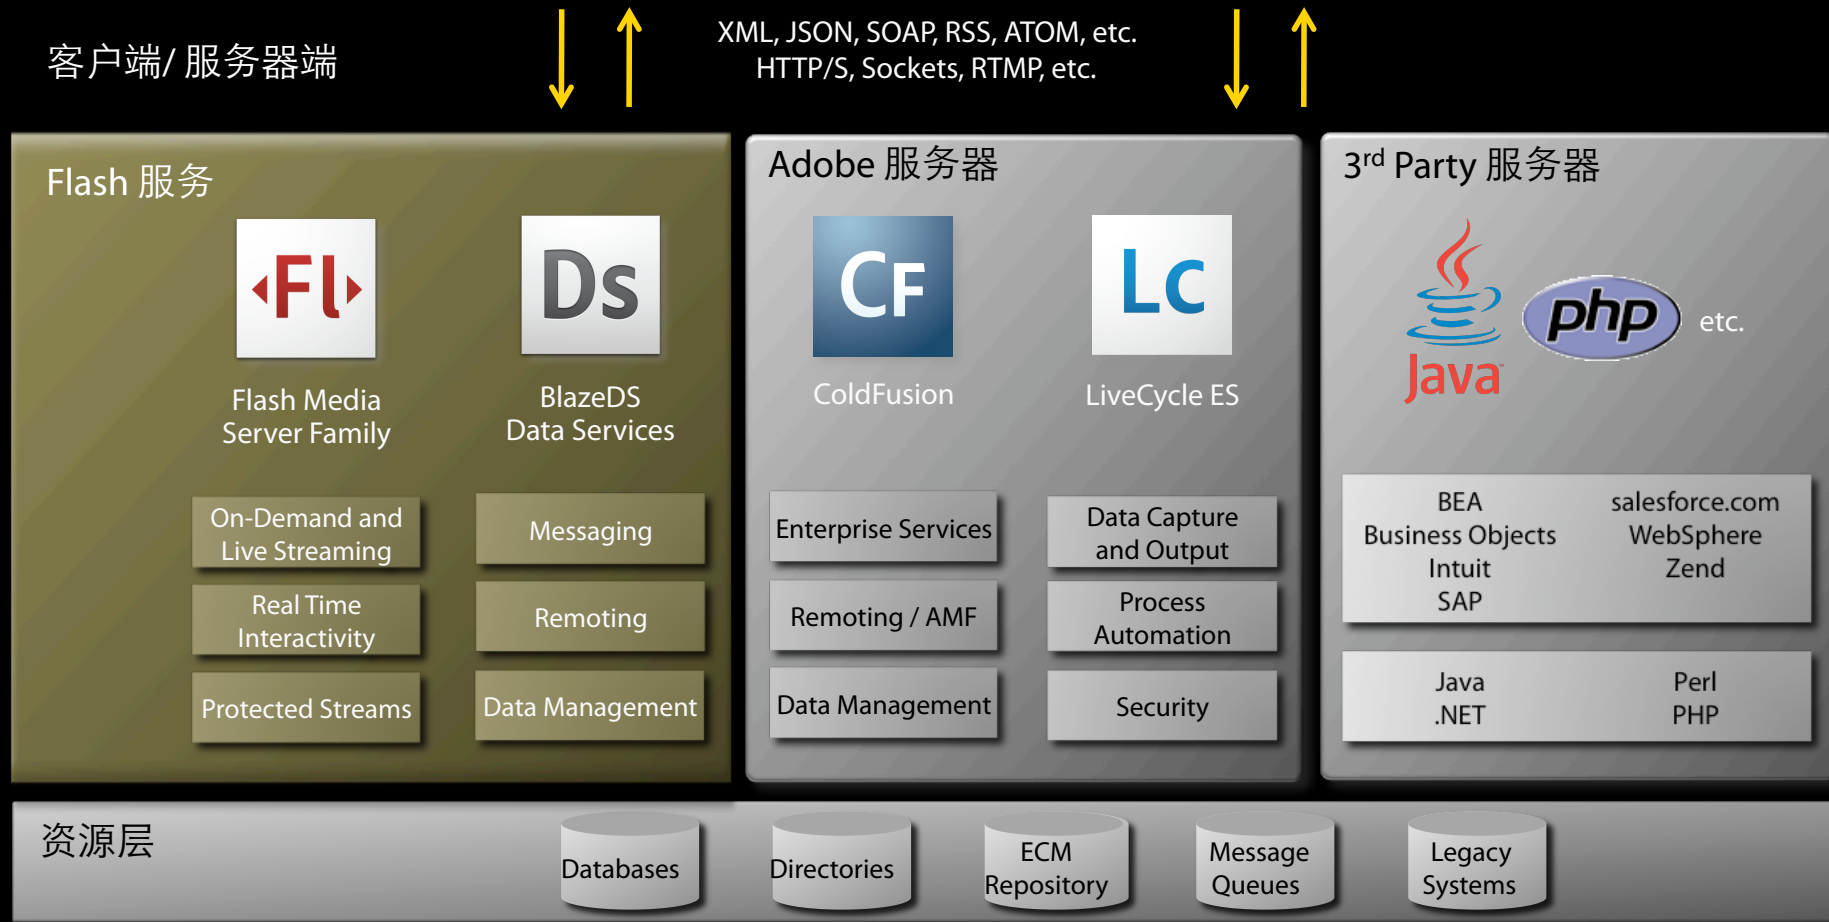 客户端/ 服务器端
XML, JSON, SOAP, RSS, ATOM, etc.
HTTP/S, Sockets, RTMP, etc.
Flash 服务
Fl
Ds
Flash Media
Server Family
BlazeDS
Data Services
On-Demand and
Live Streaming
Real Time
Interactivity
Protected Streams
Messaging
Remoting
Data Management
Adobe 服务器
CF
Lc
ColdFusion
LiveCycle ES
Enterprise Services
Remoting / AMF
Data Management
Data Capture
and Output
Process
Automation
Security
3rd Party 服务器
Java
php
etc.
BEA
Business Objects
Intuit
SAP
salesforce.com
WebSphere
Zend
Java
.NET
Perl
PHP
资源层
Databases
Directories
ECM
Repository
Message
Queues
Legacy
Systems